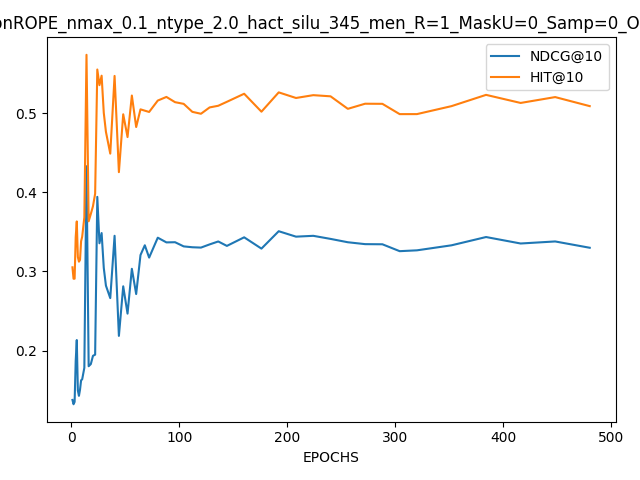 onROPE_nmax_0.1_ntype_2.0_hact_silu_345_men_R=1_MaskU=0_Samp=0_O
NDCG@10
HIT@10
0.5
0.4
0.3
0.2
0 100 200 300 400 500
EPOCHS